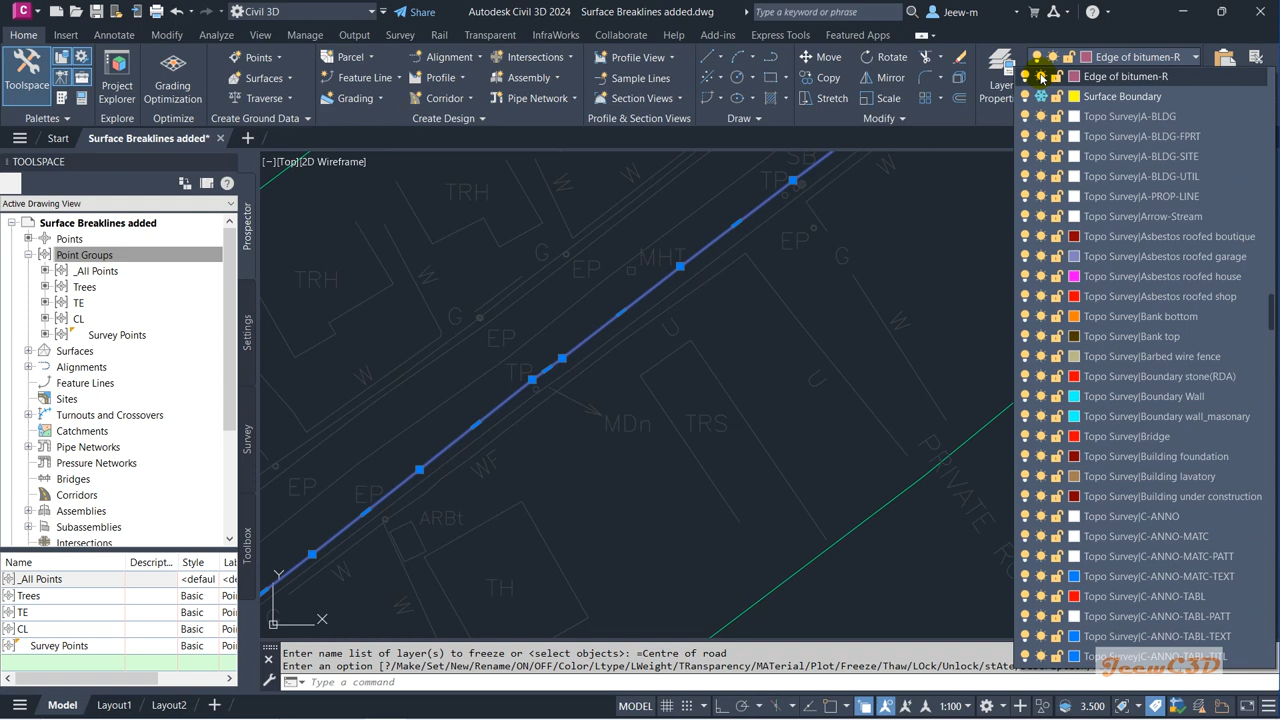 Civil 3D
Share
Autodesk Civil 3D 2024
Surface Breaklines added.dwg
Type a keyword or phrase
Jeew-m
Home
Insert
Annotate
Modify
Analyze
View
Manage
Output
Survey
Rail
Transport
InfraWorks
Collaborate
Help
Add-ins
Express Tools
Featured Apps
Toolspace
Project
Explorer
Grading
Optimization
Points
Surfaces
Traverse
Parcel
Feature Line
Grading
Alignment
Profile
Corridor
Intersections
Assembly
Pipe Network
Profile View
Sample Lines
Section Views
Move
Copy
Stretch
Rotate
Mirror
Scale
Layer
Edge of bitumen-R
Palettes
Explore
Optimize
Create Ground Data
Create Design
Profile & Section Views
Draw
Modify
Start
Surface Breaklines added*
TOOLSPACE
Active Drawing View
Surface Breaklines added
Points
Point Groups
_All Points
Trees
TE
CL
Survey Points
Surfaces
Alignments
Feature Lines
Sites
Turnouts and Crossovers
Catchments
Pipe Networks
Pressure Networks
Bridges
Corridors
Assemblies
Subassemblies
Intersections
Prospector
Settings
Survey
Toolbox
Name
Descript...
Style
_All Points
<defaul
<de
Trees
Basic
<de
TE
Basic
<de
CL
Basic
<de
Survey Points
Basic
<de
[−][Top][2D Wireframe]
SB
TRH
W
TP
TRH
W
EP
G
MHT
EP
G
W
G
EP
U
W
TP
U
MDn
TRS
WF
EP
EP
ARBt
PRIVATE
TH
W
W
Y
X
Edge of bitumen-R
Surface Boundary
Topo Survey|A-BLDG
Topo Survey|A-BLDG-FPRT
Topo Survey|A-BLDG-SITE
Topo Survey|A-BLDG-UTIL
Topo Survey|A-PROP-LINE
Topo Survey|Arrow-Stream
Topo Survey|Asbestos roofed boutique
Topo Survey|Asbestos roofed garage
Topo Survey|Asbestos roofed house
Topo Survey|Asbestos roofed shop
Topo Survey|Bank bottom
Topo Survey|Bank top
Topo Survey|Barbed wire fence
Topo Survey|Boundary stone(RDA)
Topo Survey|Boundary Wall
Topo Survey|Boundary wall_masonary
Topo Survey|Bridge
Topo Survey|Building foundation
Topo Survey|Building lavatory
Topo Survey|Building under construction
Topo Survey|C-ANNO
Topo Survey|C-ANNO-MATC
Topo Survey|C-ANNO-MATC-PATT
Topo Survey|C-ANNO-MATC-TEXT
Topo Survey|C-ANNO-TABL
Topo Survey|C-ANNO-TABL-PATT
Topo Survey|C-ANNO-TABL-TEXT
Topo Survey|C-ANNO-TABL-TITL
JeewC3D
Enter name list of layer(s) to freeze or <select objects>: =Centre of road
Enter an option [?/Make/Set/New/Rename/ON/OFF/Color/Ltype/LWeight/TRansparency/MATerial/Plot/Freeze/Thaw/LOCK/Unlock/stAte/
Type a command
Model
Layout1
Layout2
MODEL
1:100
3.500